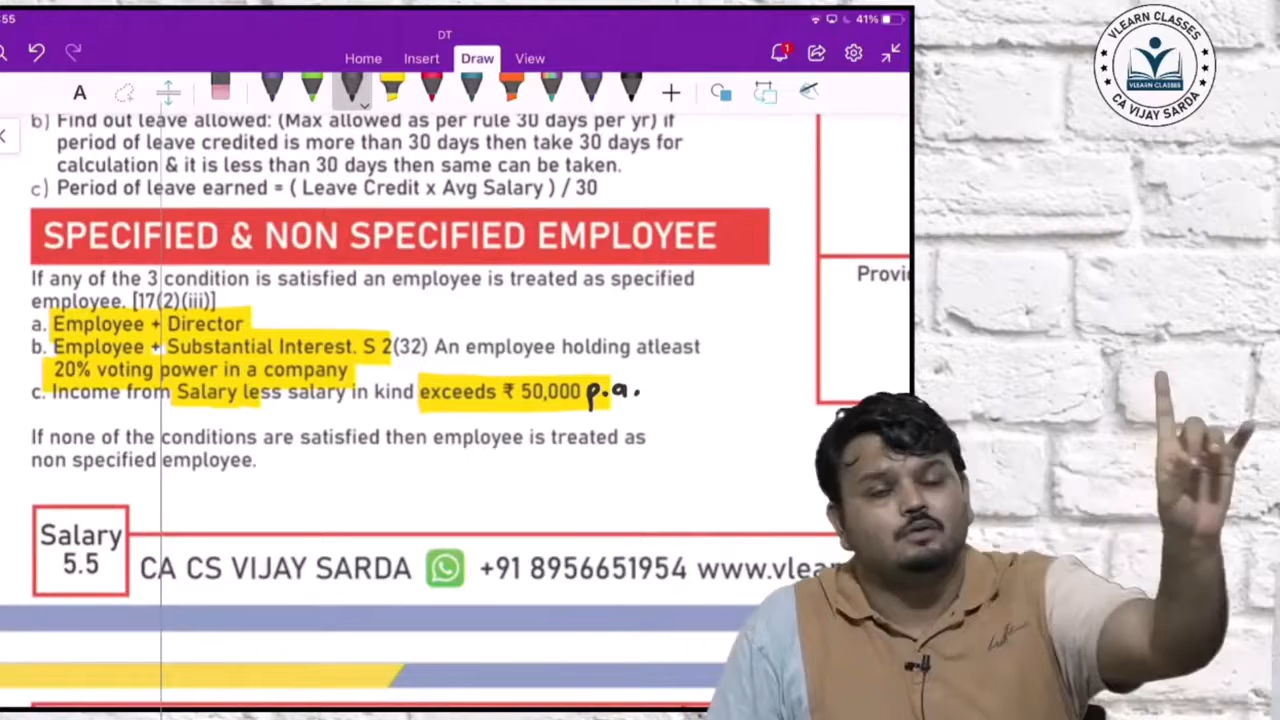 :55
41%
DT
Home Insert Draw View
1
A
b) Find out leave allowed: (Max allowed as per rule 30 days per yr) if
period of leave credited is more than 30 days then take 30 days for
calculation & it is less than 30 days then same can be taken.
c) Period of leave earned = ( Leave Credit x Avg Salary ) / 30
SPECIFIED & NON SPECIFIED EMPLOYEE
If any of the 3 condition is satisfied an employee is treated as specified
employee. [17(2)(iii)]
a. Employee + Director
b. Employee + Substantial Interest. S 2(32) An employee holding atleast
20% voting power in a company
c. Income from Salary less salary in kind exceeds ₹ 50,000 p.a.
If none of the conditions are satisfied then employee is treated as
non specified employee.
Salary
5.5
CA CS VIJAY SARDA +91 8956651954 www.vlea
Provi
VLEARN CLASSES
VLEARN CLASSES
CA VIJAY SARDA